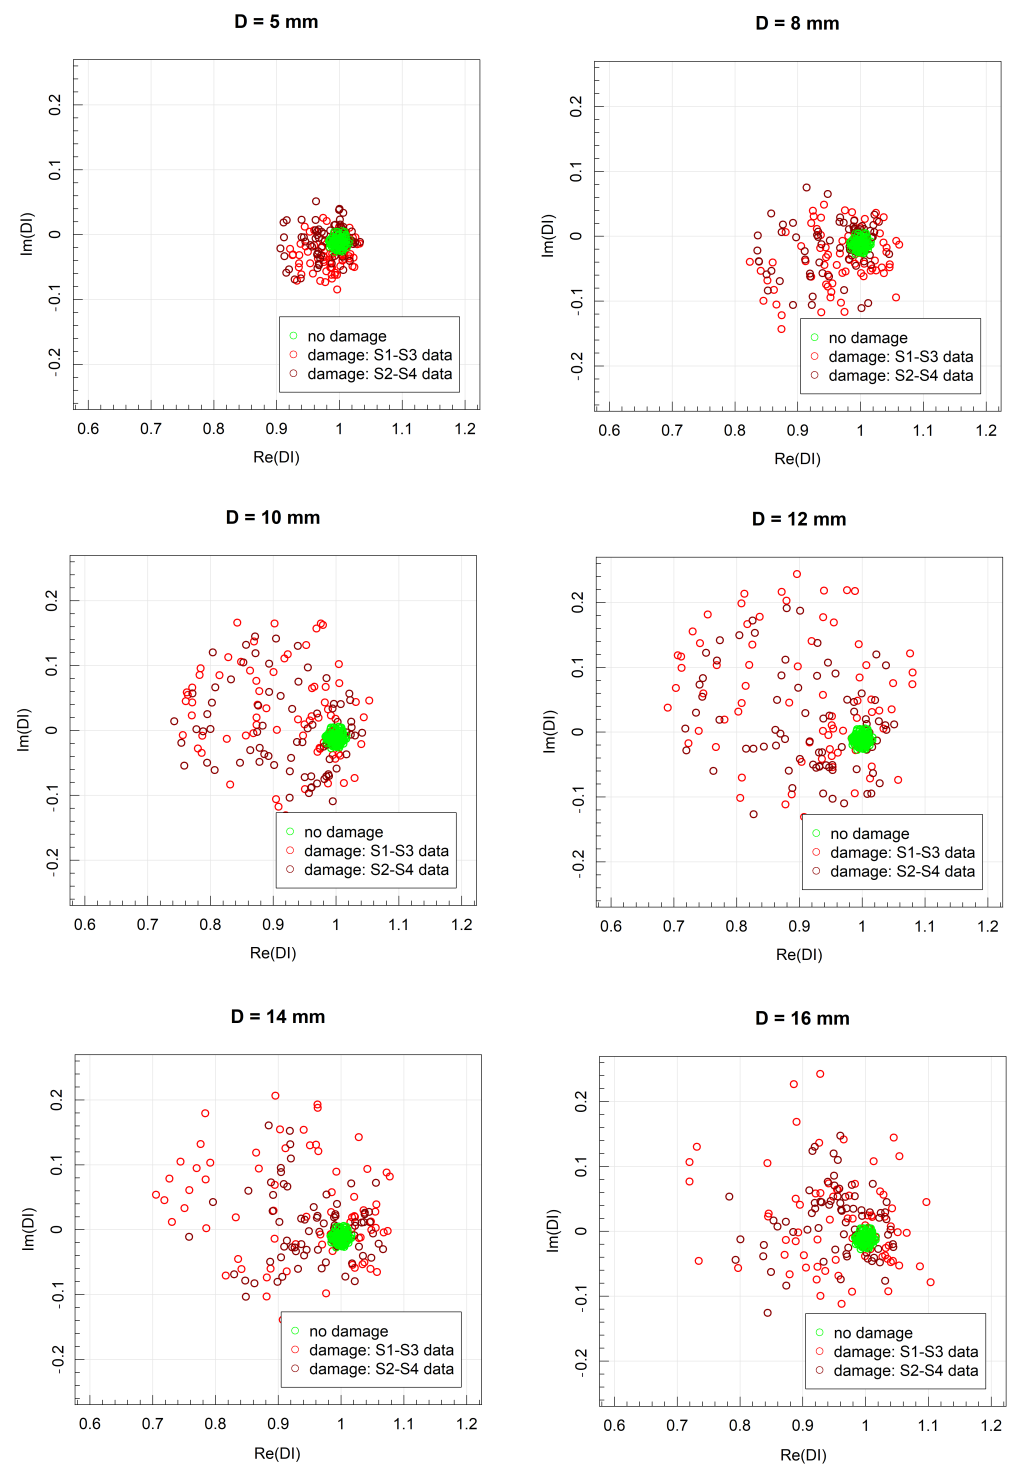 D = 5 mm
Im(DI)
0.2
0.1
0
-0.1
-0.2
no damage
damage: S1-S3 data
damage: S2-S4 data
0.6 0.7 0.8 0.9 1 1.1 1.2
Re(DI)
D = 8 mm
Im(DI)
0.2
0.1
0
-0.1
-0.2
no damage
damage: S1-S3 data
damage: S2-S4 data
0.6 0.7 0.8 0.9 1 1.1 1.2
Re(DI)
D = 10 mm
Im(DI)
0.2
0.1
0
-0.1
-0.2
no damage
damage: S1-S3 data
damage: S2-S4 data
0.6 0.7 0.8 0.9 1 1.1 1.2
Re(DI)
D = 12 mm
Im(DI)
0.2
0.1
0
-0.1
-0.2
no damage
damage: S1-S3 data
damage: S2-S4 data
0.6 0.7 0.8 0.9 1 1.1 1.2
Re(DI)
D = 14 mm
Im(DI)
0.2
0.1
0
-0.1
-0.2
no damage
damage: S1-S3 data
damage: S2-S4 data
0.6 0.7 0.8 0.9 1 1.1 1.2
Re(DI)
D = 16 mm
Im(DI)
0.2
0.1
0
-0.1
-0.2
no damage
damage: S1-S3 data
damage: S2-S4 data
0.6 0.7 0.8 0.9 1 1.1 1.2
Re(DI)